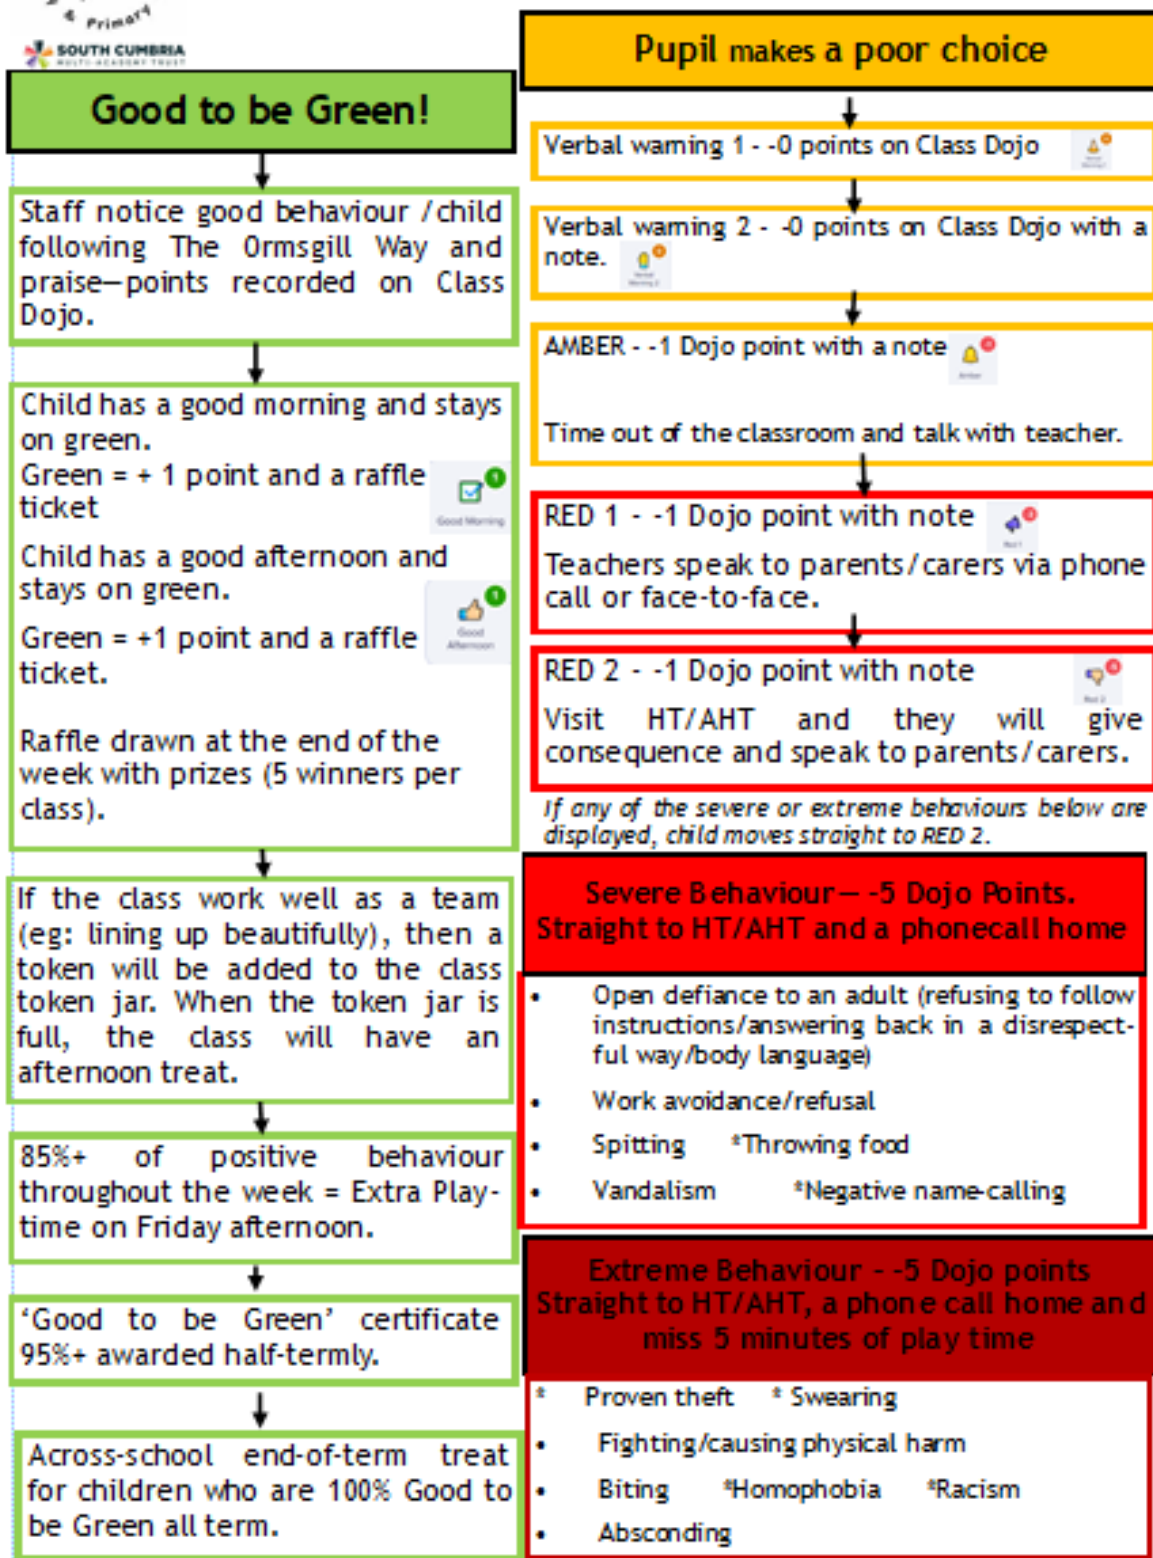 & Primary
SOUTH CUMBRIA
MULTI-ACADEMY TRUST
Good to be Green!
Staff notice good behaviour /child
following The Ormsgill Way and
praise—points recorded on Class
Dojo.
Child has a good morning and stays
on green.
Green = + 1 point and a raffle
ticket
Good Morning
Child has a good afternoon and
stays on green.
Green = +1 point and a raffle
ticket.
Good
Afternoon
Raffle drawn at the end of the
week with prizes (5 winners per
class).
If the class work well as a team
(eg: lining up beautifully), then a
token will be added to the class
token jar. When the token jar is
full, the class will have an
afternoon treat.
85%+ of positive behaviour
throughout the week = Extra Play-
time on Friday afternoon.
‘Good to be Green’ certificate
95%+ awarded half-termly.
Across-school end-of-term treat
for children who are 100% Good to
be Green all term.
Pupil makes a poor choice
Verbal warning 1 - -0 points on Class Dojo
Verbal warning 2 - -0 points on Class Dojo with a
note.
AMBER - -1 Dojo point with a note
Amber
Time out of the classroom and talk with teacher.
RED 1 - -1 Dojo point with note
Red 1
Teachers speak to parents/carers via phone
call or face-to-face.
RED 2 - -1 Dojo point with note
Red 2
Visit HT/AHT and they will give
consequence and speak to parents/carers.
If any of the severe or extreme behaviours below are
displayed, child moves straight to RED 2.
Severe Behaviour— -5 Dojo Points.
Straight to HT/AHT and a phonecall home
• Open defiance to an adult (refusing to follow
instructions/answering back in a disrespect-
ful way/body language)
• Work avoidance/refusal
• Spitting *Throwing food
• Vandalism *Negative name-calling
Extreme Behaviour - -5 Dojo points
Straight to HT/AHT, a phone call home and
miss 5 minutes of play time
* Proven theft * Swearing
• Fighting/causing physical harm
• Biting *Homophobia *Racism
• Absconding